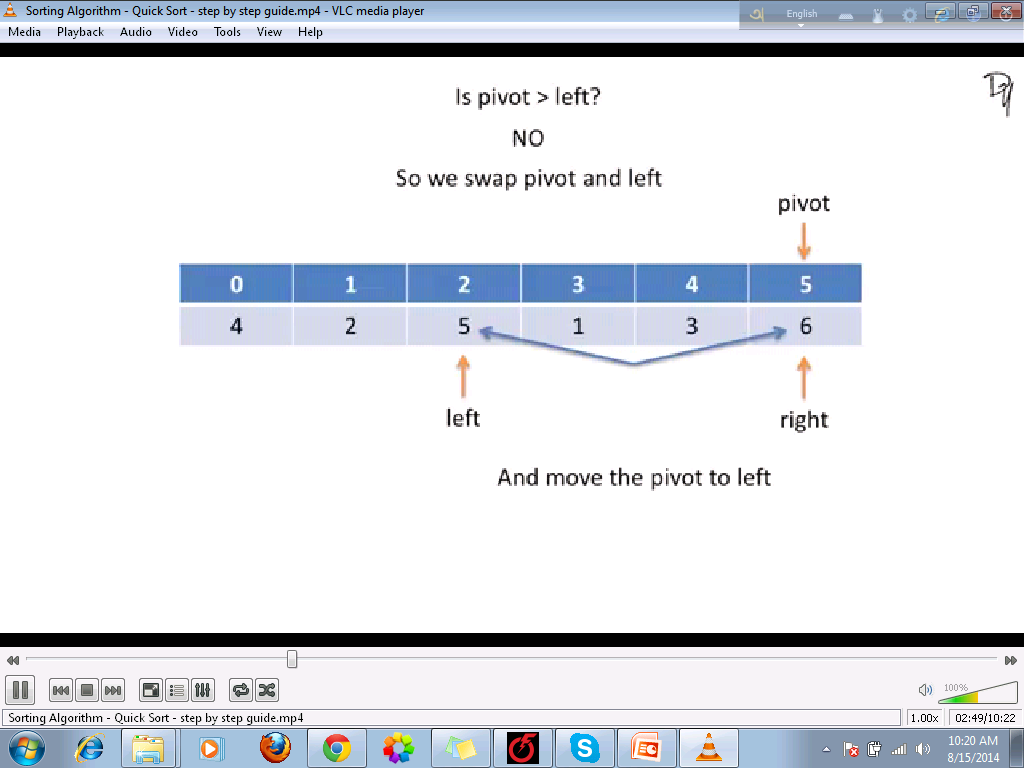 Sorting Algorithm - Quick Sort - step by step guide.mp4 - VLC media player
English
Media Playback Audio Video Tools View Help
Is pivot > left?
NO
So we swap pivot and left
pivot
0 1 2 3 4 5
4 2 5 1 3 6
left right
And move the pivot to left
100%
Sorting Algorithm - Quick Sort - step by step guide.mp4 1.00x 02:49/10:22
10:20 AM
8/15/2014